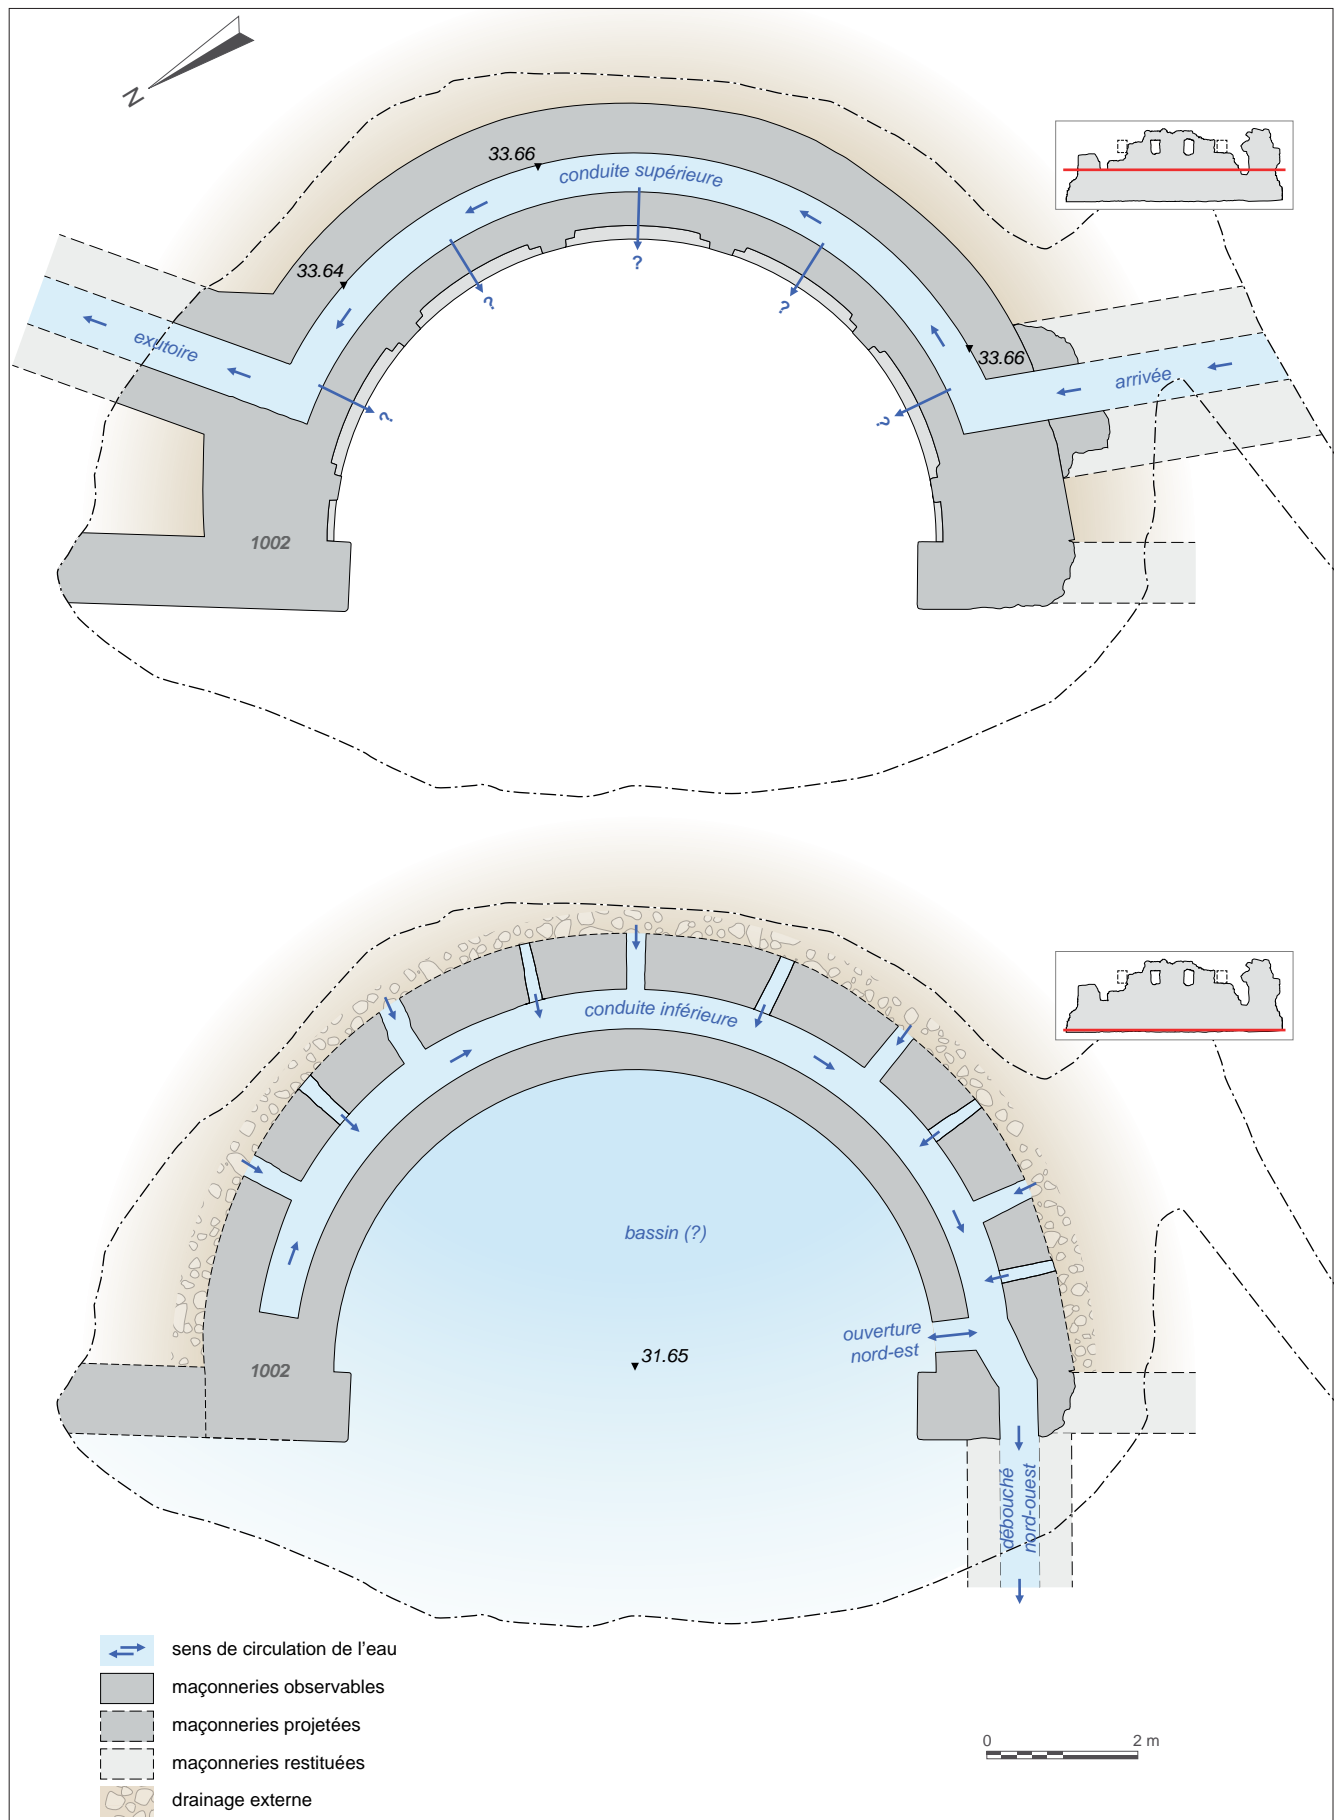 N
33.66
conduite supérieure
33.64
?
?
?
33.66
exutoire
arrivée
?
?
1002
conduite inférieure
bassin (?)
ouverture
nord-est
31.65
1002
débouché
nord-ouest
sens de circulation de l'eau
maçonneries observables
maçonneries projetées
maçonneries restituées
drainage externe
0 2 m